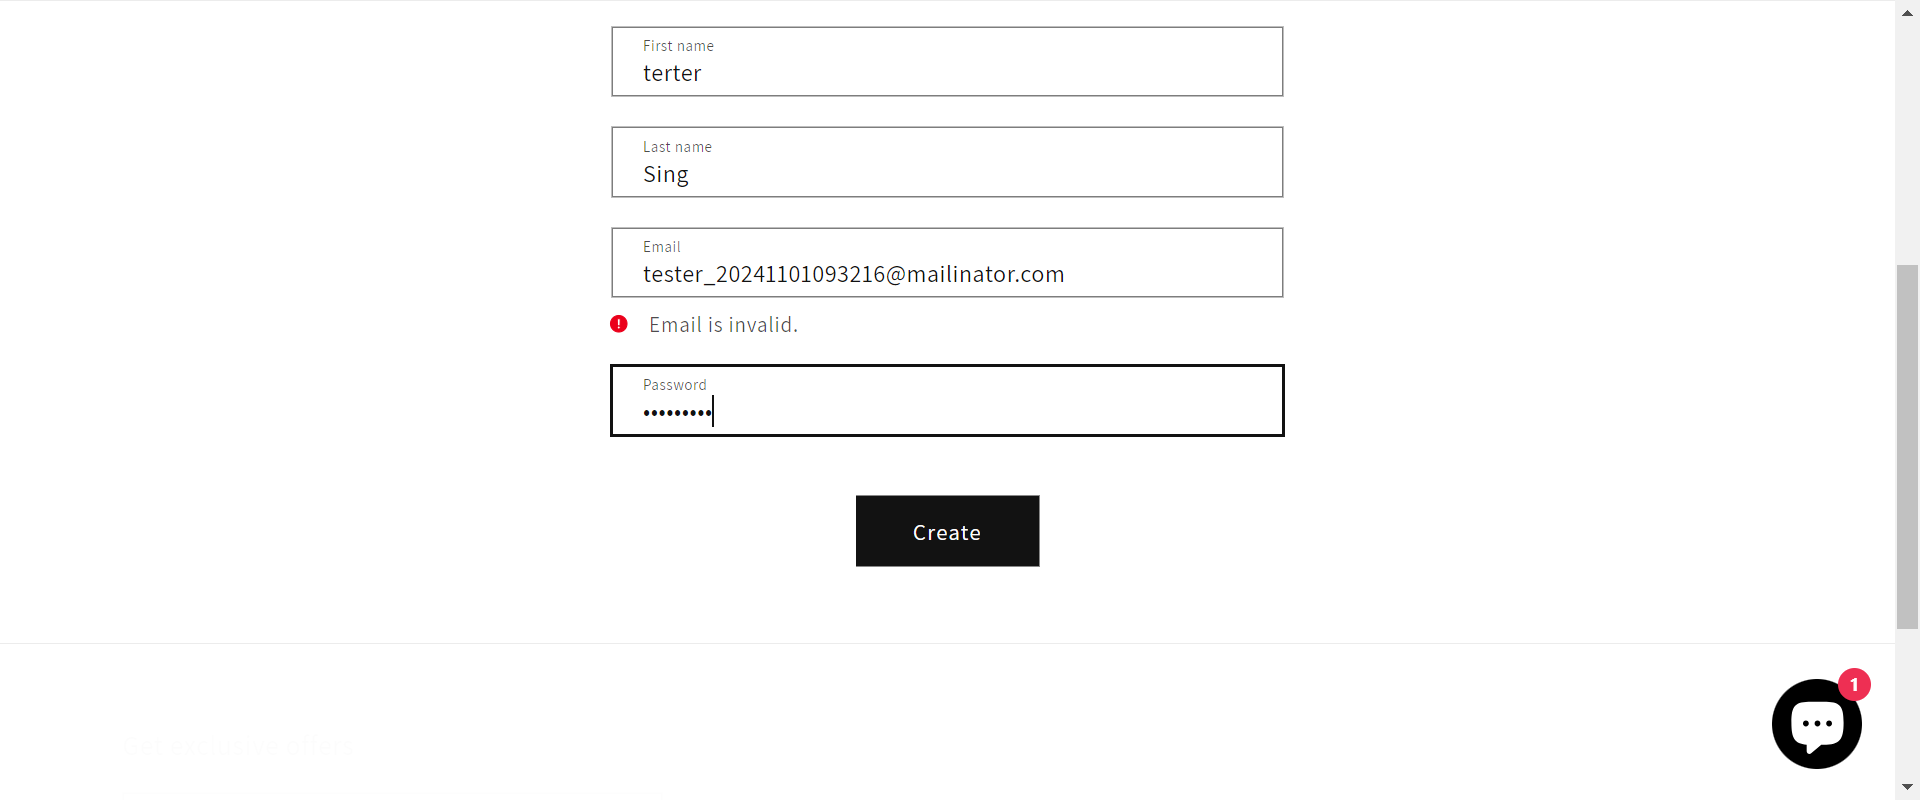 First name
terter
Last name
Sing
Email
tester_20241101093216@mailinator.com
Email is invalid.
Password
•••••••••
Create
1
Get exclusive offers